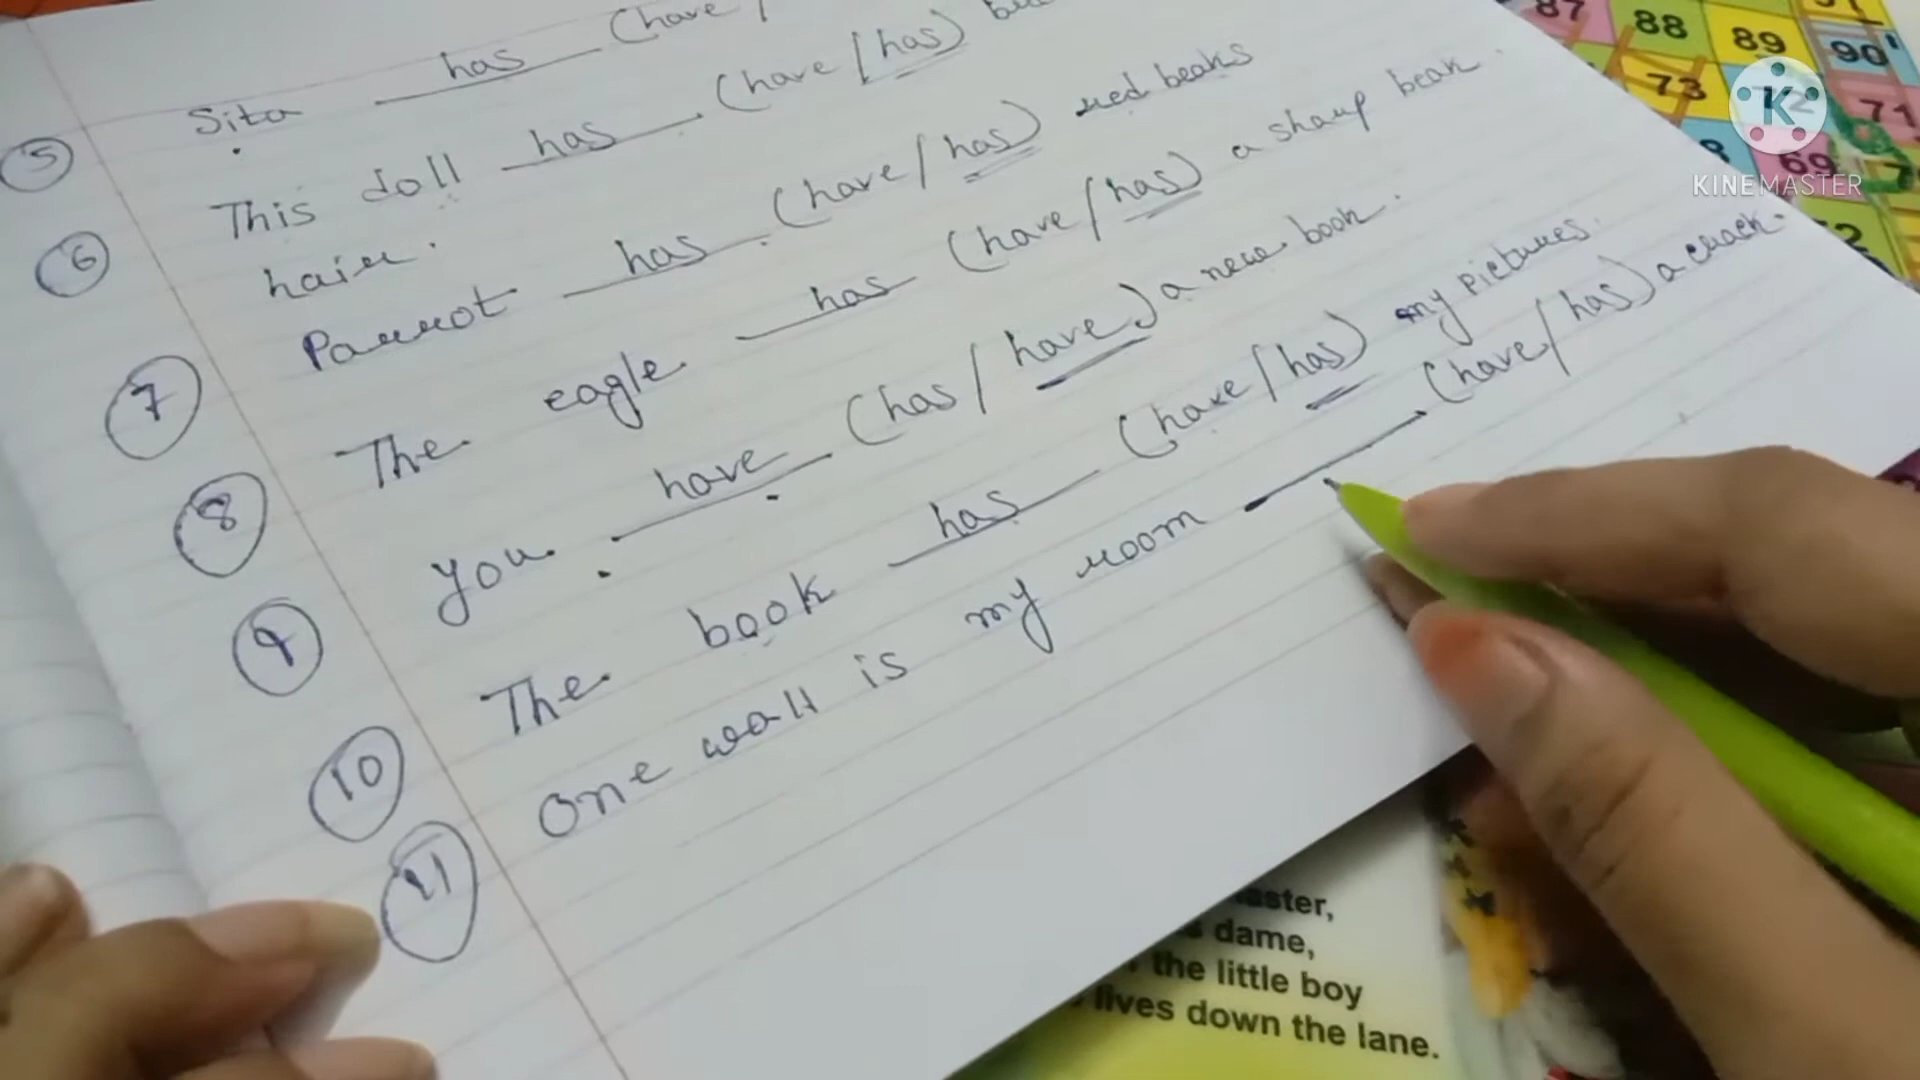 (have /
Sita has
5 This doll has (have / has)
hair.
6 Parrot has (have / has) red beaks
7 The eagle has (have / has) a sharp beak.
8 You have (has / have) a new book.
9 The book has (have / has) my pictures.
10 One wall is my room (have / has) a crack.
11
87 88 89 90
73 71
69
KINEMASTER
aster,
dame,
the little boy
lives down the lane.